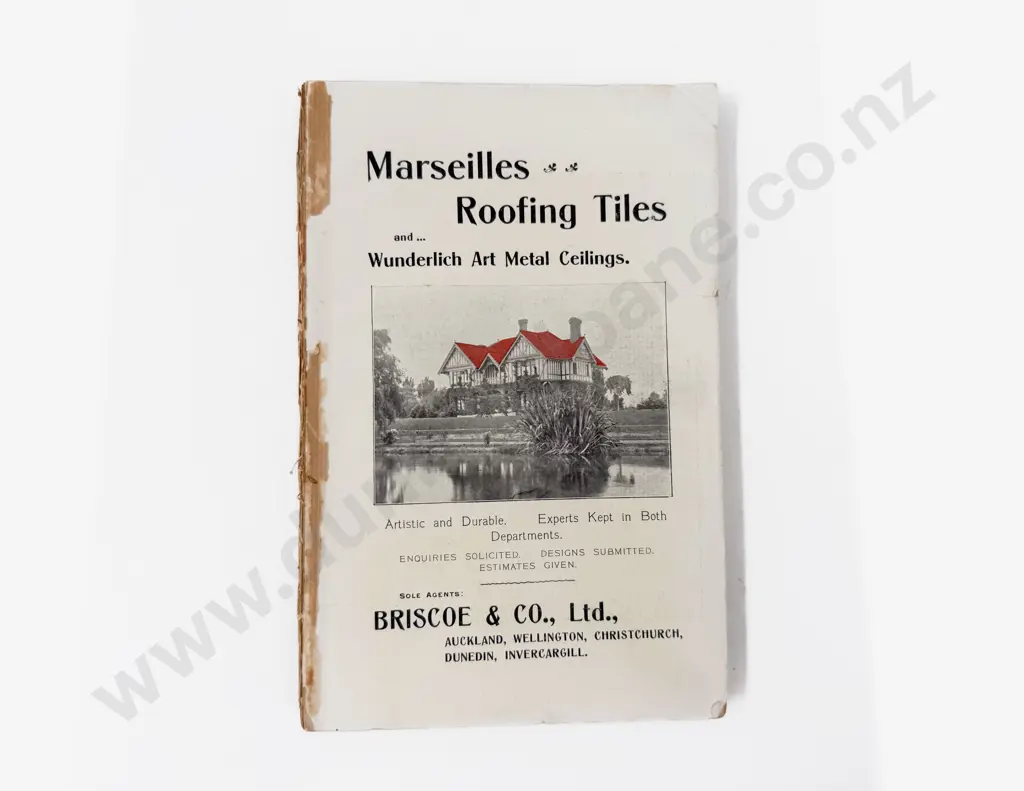 Marseilles
Roofing Tiles
and ...
Wunderlich Art Metal Ceilings.
Artistic and Durable. Experts Kept in Both
Departments.
ENQUIRIES SOLICITED. DESIGNS SUBMITTED.
ESTIMATES GIVEN.
SOLE AGENTS:
BRISCOE & CO., Ltd.,
AUCKLAND, WELLINGTON, CHRISTCHURCH,
DUNEDIN, INVERCARGILL.